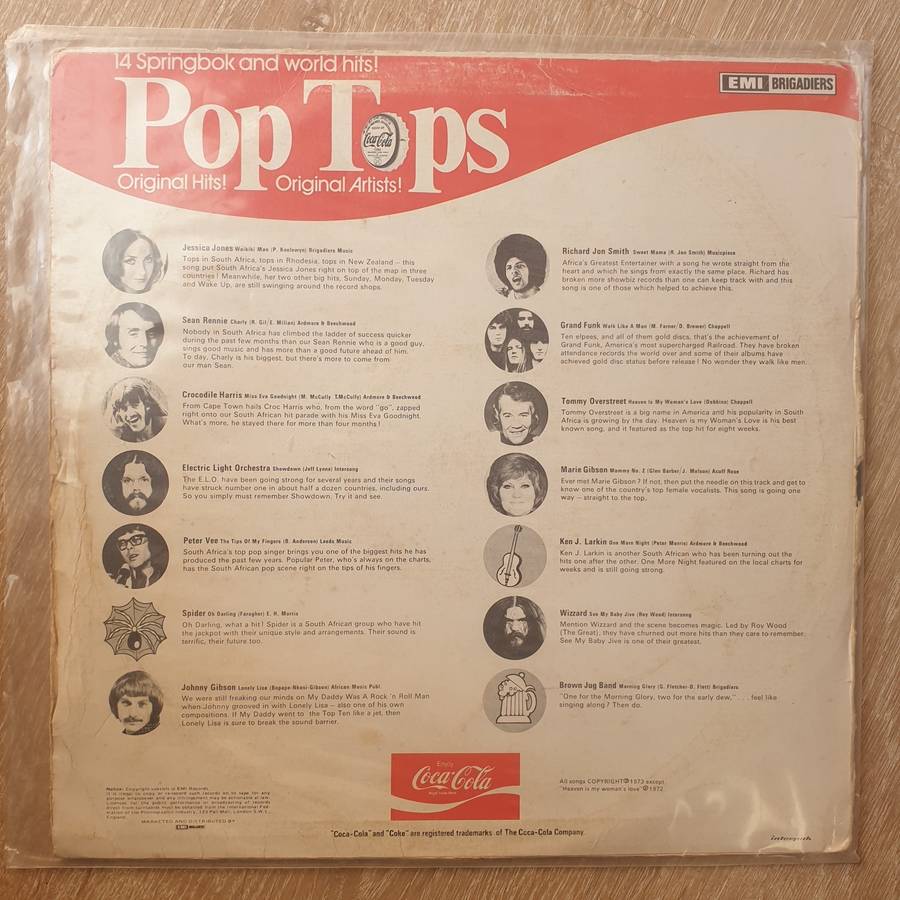 14 Springbok and world hits!
Pop Tops
Coca-Cola
Original Hits! Original Artists!
EMI BRIGADIERS
Jessica Jones Waikiki Man (P. Koelewyn) Brigadiers Music
Tops in South Africa, tops in Rhodesia, tops in New Zealand – this
song put South Africa's Jessica Jones right on top of the map in three
countries! Meanwhile, her two other big hits, Sunday, Monday, Tuesday
and Wake Up, are still swinging around the record shops.
Sean Rennie Charly (R. Gil/E. Millan) Ardmore & Beechwood
Nobody in South Africa has climbed the ladder of success quicker
during the past few months than our Sean Rennie who is a good guy,
sings good music and has more than a good future ahead of him.
To day, Charly is his biggest, but there's more to come from
our man Sean.
Crocodile Harris Miss Eva Goodnight (M. McCully T.McCully) Ardmore & Beechwood
From Cape Town hails Croc Harris who, from the word "go", zapped
right onto our South African hit parade with his Miss Eva Goodnight.
What's more, he stayed there for more than four months!
Electric Light Orchestra Showdown (Jeff Lynne) Intersong
The E.L.O. have been going strong for several years and their songs
have struck number one in about half a dozen countries, including ours.
So you simply must remember Showdown. Try it and see.
Peter Vee The Tips Of My Fingers (B. Anderson) Leeds Music
South Africa's top pop singer brings you one of the biggest hits he has
produced the past few years. Popular Peter, who's always on the charts,
has the South African pop scene right on the tips of his fingers.
Spider Oh Darling (Faragher) E. H. Morris
Oh Darling, what a hit! Spider is a South African group who have hit
the jackpot with their unique style and arrangements. Their sound is
terrific, their future too.
Johnny Gibson Lonely Lisa (Bopape-Nkosi-Gibson) African Music Publ.
We were still freaking our minds on My Daddy Was A Rock 'n Roll Man
when Johnny grooved in with Lonely Lisa – also one of his own
compositions. If My Daddy went to the Top Ten like a jet, then
Lonely Lisa is sure to break the sound barrier.
Richard Jon Smith Sweet Mama (R. Jon Smith) Musicpiece
Africa's Greatest Entertainer with a song he wrote straight from the
heart and which he sings from exactly the same place. Richard has
broken more showbiz records than one can keep track with and this
song is one of those which helped to achieve this.
Grand Funk Walk Like A Man (M. Farner/D. Brewer) Chappell
Ten elpees, and all of them gold discs, that's the achievement of
Grand Funk, America's most supercharged Railroad. They have broken
attendance records the world over and some of their albums have
achieved gold disc status before release! No wonder they walk like men.
Tommy Overstreet Heaven Is My Woman's Love (Dobbins) Chappell
Tommy Overstreet is a big name in America and his popularity in South
Africa is growing by the day. Heaven is my Woman's Love is his best
known song, and it featured as the top hit for eight weeks.
Marie Gibson Mommy No. 2 (Glen Barber/J. Watson) Acuff Rose
Ever met Marie Gibson? If not, then put the needle on this track and get to
know one of the country's top female vocalists. This song is going one
way – straight to the top.
Ken J. Larkin One More Night (Peter Morris) Ardmore & Beechwood
Ken J. Larkin is another South African who has been turning out the
hits one after the other. One More Night featured on the local charts for
weeks and is still going strong.
Wizzard See My Baby Jive (Roy Wood) Intersong
Mention Wizzard and the scene becomes magic. Led by Roy Wood
(The Great), they have churned out more hits than they care to remember.
See My Baby Jive is one of their greatest.
Brown Jug Band Morning Glory (G. Fletcher-D. Flett) Brigadiers
"One for the Morning Glory, two for the early dew," . . . . feel like
singing along? Then do.
Enjoy
Coca-Cola
Notice: Copyright subsists in EMI Records.
MARKETED AND DISTRIBUTED BY
EMI
All songs COPYRIGHT ℗ 1973 except
"Heaven is my woman's love" ℗ 1972
"Coca-Cola" and "Coke" are registered trademarks of The Coca-Cola Company.
interpak